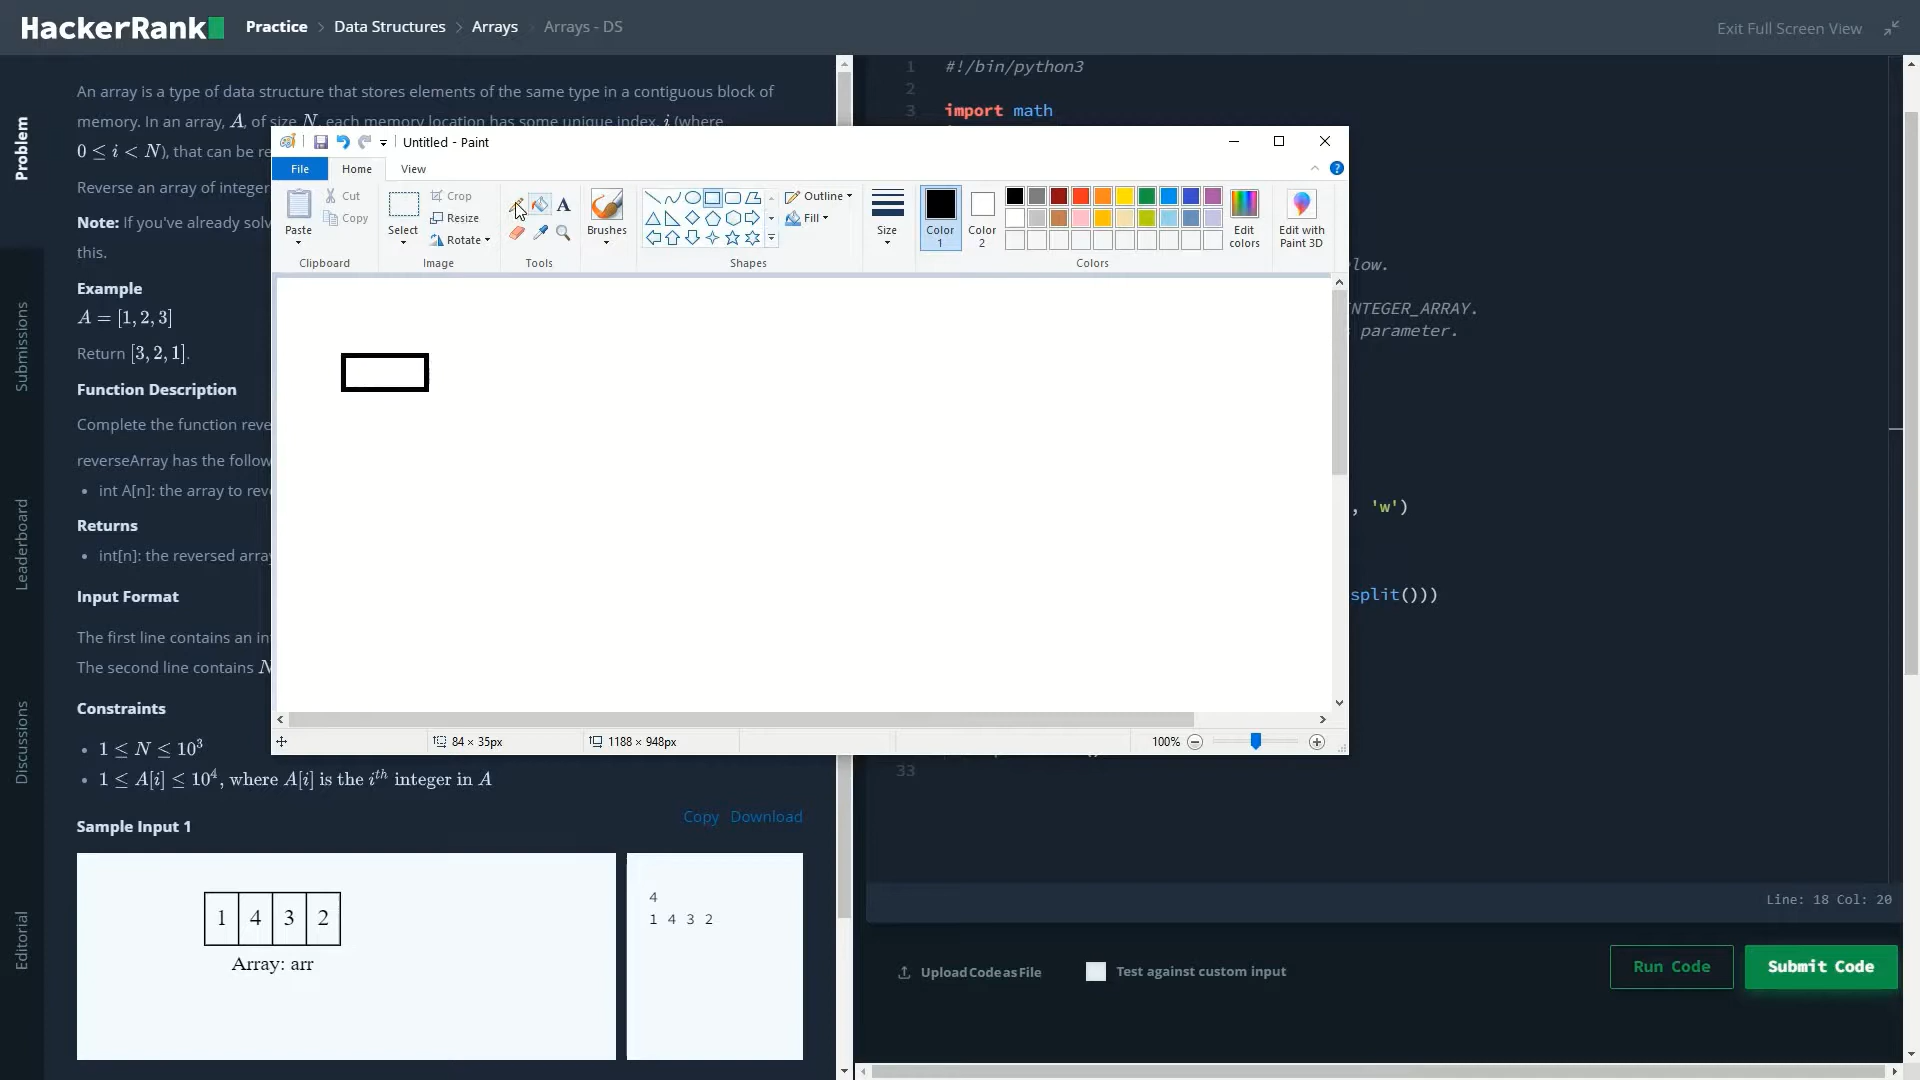 HackerRank Practice > Data Structures > Arrays > Arrays - DS Exit Full Screen View
Problem
Submissions
Leaderboard
Discussions
Editorial
An array is a type of data structure that stores elements of the same type in a contiguous block of
memory. In an array, A, of size N, each memory location has some unique index, i (where
0 ≤ i < N), that can be re
Reverse an array of integer
Note: If you've already solv
this.
Example
A = [1, 2, 3]
Return [3, 2, 1].
Function Description
Complete the function reve
reverseArray has the follow
• int A[n]: the array to reve
Returns
• int[n]: the reversed array
Input Format
The first line contains an in
The second line contains N
Constraints
• 1 ≤ N ≤ 10³
• 1 ≤ A[i] ≤ 10⁴, where A[i] is the iᵗʰ integer in A
Sample Input 1
Copy Download
1 4 3 2
Array: arr
4
1 4 3 2
Untitled - Paint
File Home View
Paste
Cut
Copy
Clipboard
Select
Crop
Resize
Rotate
Image
A
Tools
Brushes
Shapes
Outline
Fill
Size
Color 1
Color 2
Edit colors
Colors
Edit with Paint 3D
84 × 35px
1188 × 948px
100%
1 #!/bin/python3
2
3 import math
low.
NTEGER_ARRAY.
parameter.
, 'w')
split()))
33
Line: 18 Col: 20
Upload Code as File
Test against custom input
Run Code
Submit Code